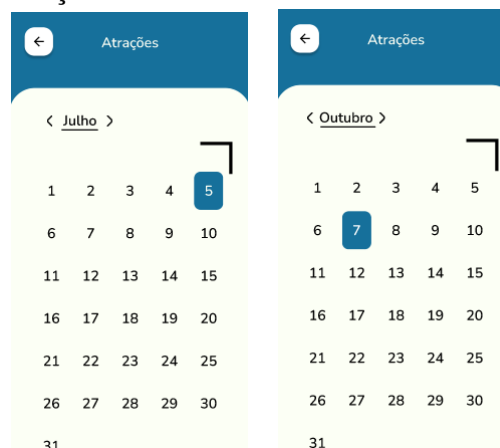 Atrações
< Julho >
1 2 3 4 5
6 7 8 9 10
11 12 13 14 15
16 17 18 19 20
21 22 23 24 25
26 27 28 29 30
31
Atrações
< Outubro >
1 2 3 4 5
6 7 8 9 10
11 12 13 14 15
16 17 18 19 20
21 22 23 24 25
26 27 28 29 30
31